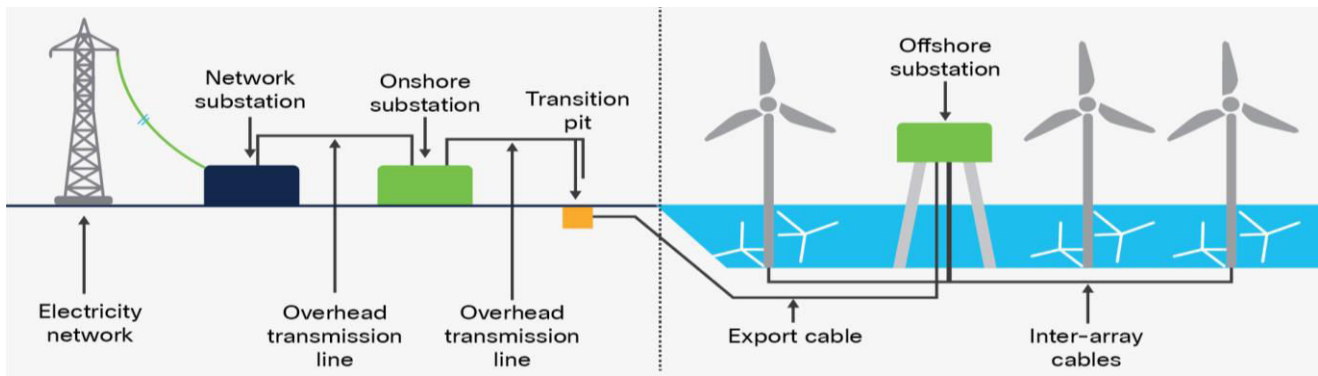 Network
substation
Onshore
substation
Transition
pit
Offshore
substation
Electricity
network
Overhead
transmission
line
Overhead
transmission
line
Export cable
Inter-array
cables